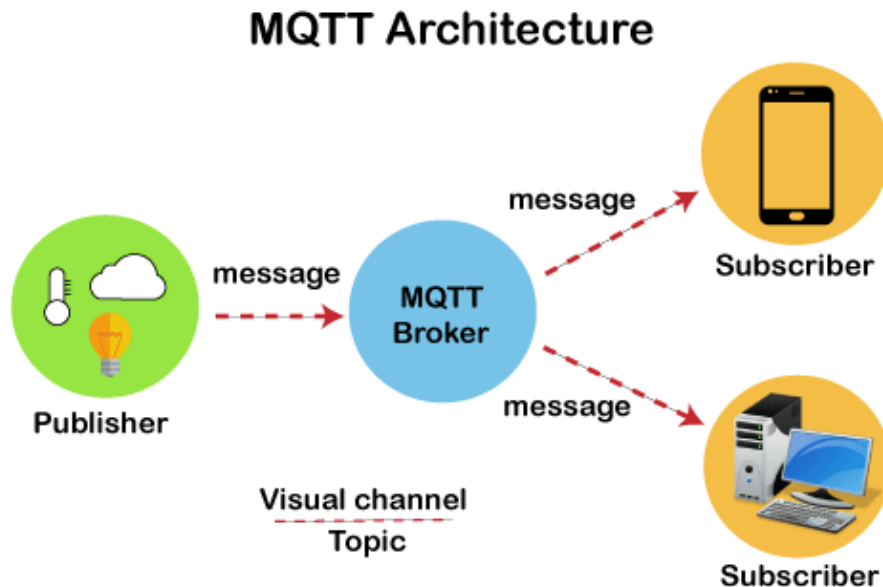 MQTT Architecture
message
Subscriber
message
MQTT
Broker
Publisher
message
Visual channel
Topic
Subscriber